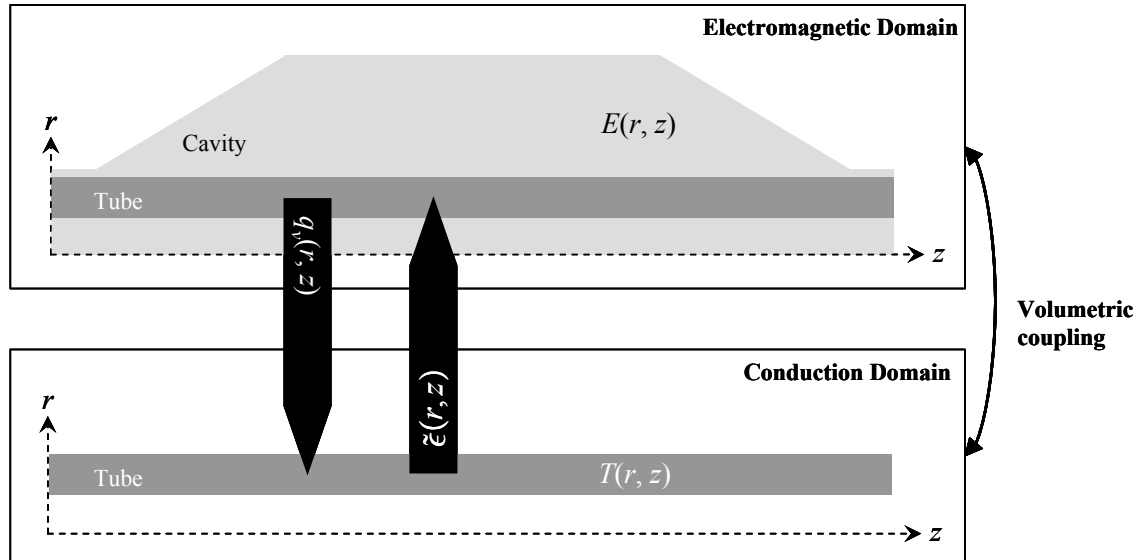 Electromagnetic Domain
r
E(r, z)
Cavity
Tube
q_v(r, z)
z
Volumetric
coupling
Conduction Domain
r
ε̃(r,z)
Tube
T(r, z)
z